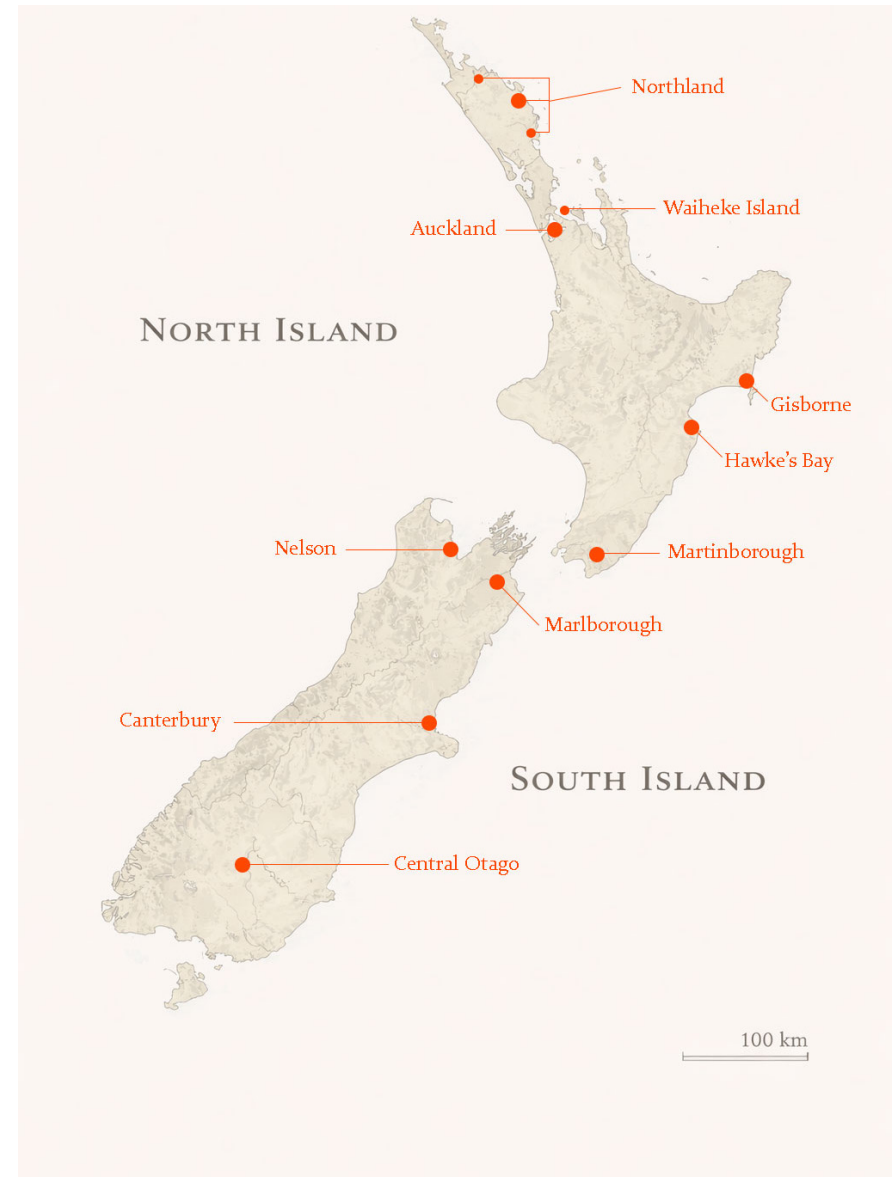 Northland
Waiheke Island
Auckland
NORTH ISLAND
Gisborne
Hawke's Bay
Nelson
Martinborough
Marlborough
Canterbury
SOUTH ISLAND
Central Otago
100 km